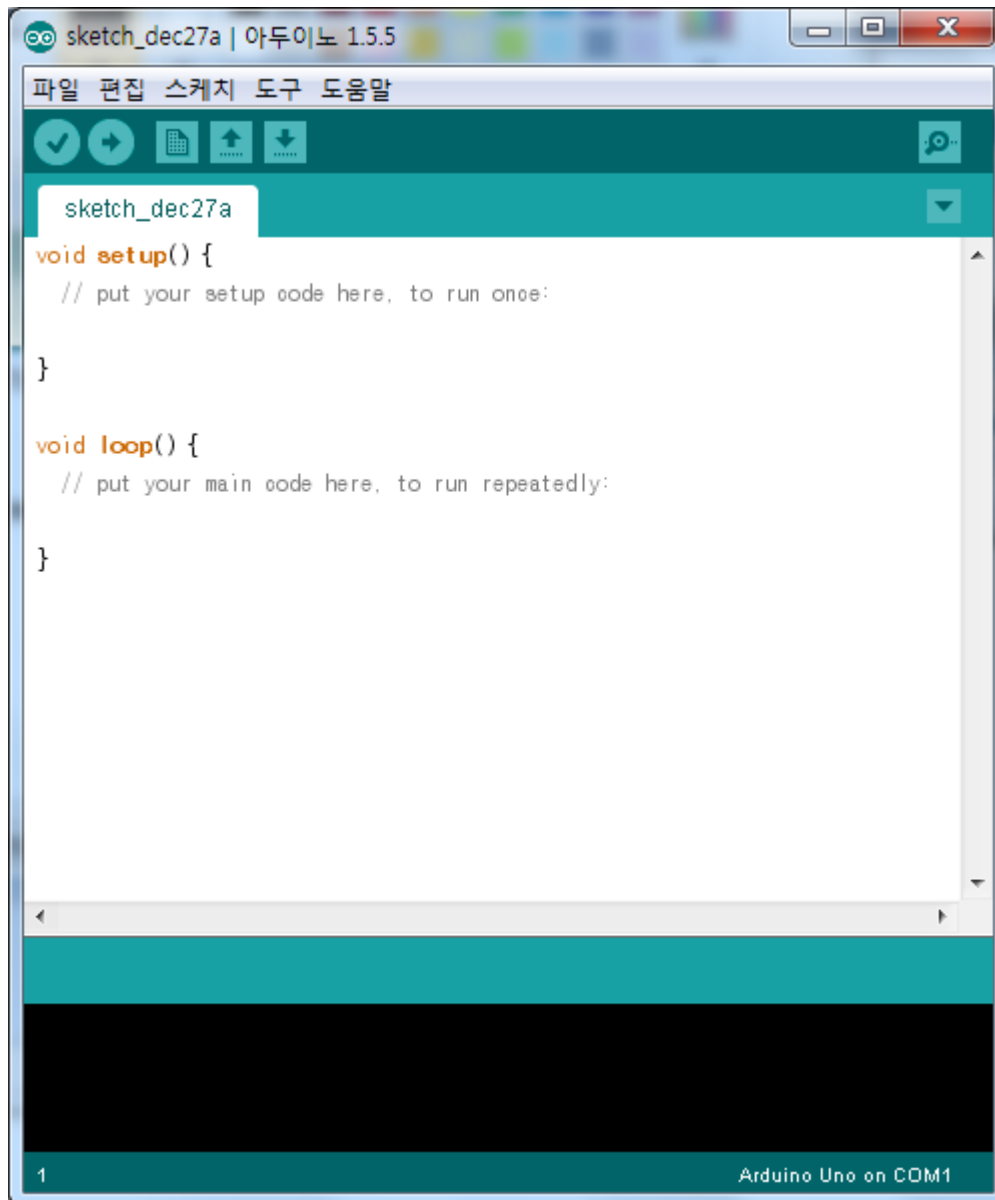 sketch_dec27a | 아두이노 1.5.5
파일 편집 스케치 도구 도움말
sketch_dec27a
void setup() {
  // put your setup code here, to run once:
}
void loop() {
  // put your main code here, to run repeatedly:
}
1
Arduino Uno on COM1